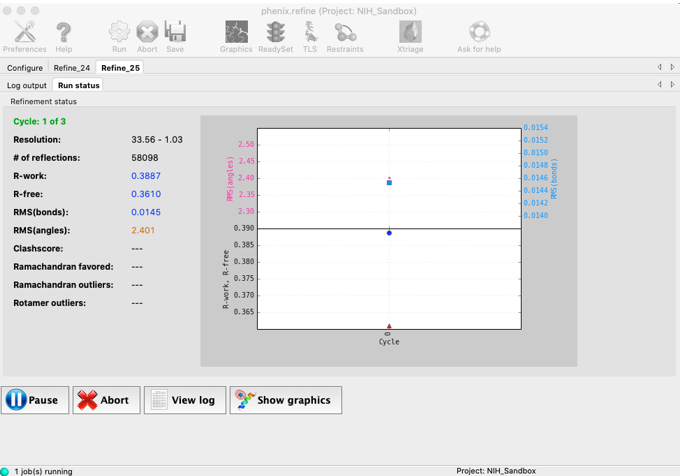 phenix.refine (Project: NIH_Sandbox)
Preferences Help Run Abort Save Graphics ReadySet TLS Restraints Xtriage Ask for help
Configure Refine_24 Refine_25
Log output Run status
Refinement status
Cycle: 1 of 3
Resolution: 33.56 - 1.03
# of reflections: 58098
R-work: 0.3887
R-free: 0.3610
RMS(bonds): 0.0145
RMS(angles): 2.401
Clashscore: ---
Ramachandran favored: ---
Ramachandran outliers: ---
Rotamer outliers: ---
RMS(angles)
2.50
2.45
2.40
2.35
2.30
0.0154
0.0152
0.0150
0.0148
0.0146
0.0144
0.0142
0.0140
RMS(bonds)
R-work, R-free
0.390
0.385
0.380
0.375
0.370
0.365
0
Cycle
Pause Abort View log Show graphics
1 job(s) running
Project: NIH_Sandbox